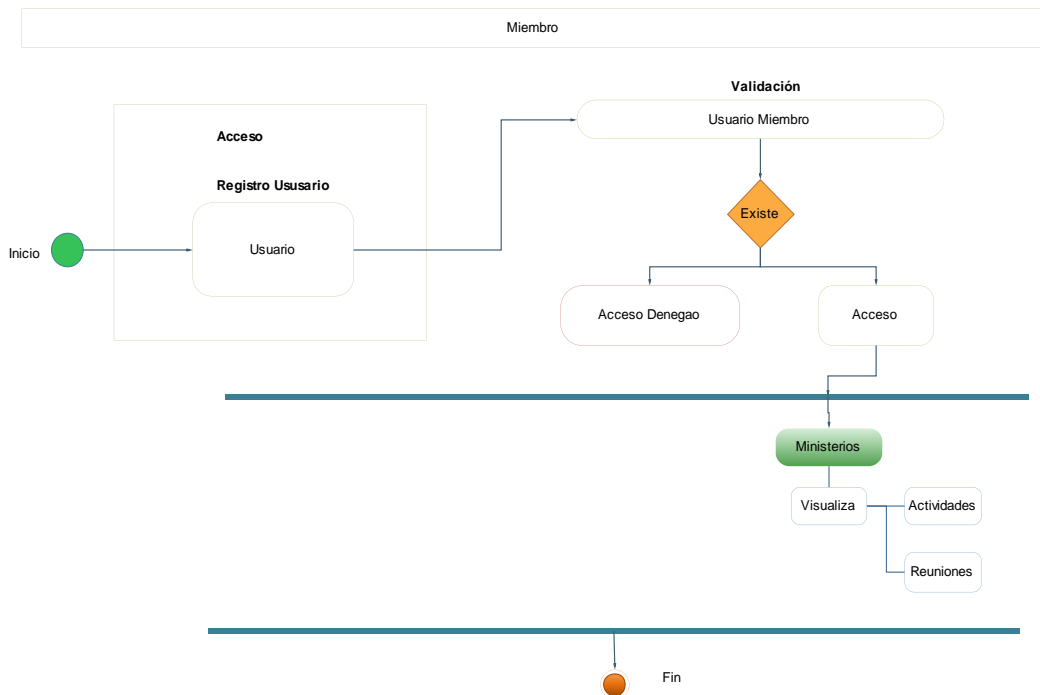 Miembro
Validación
Usuario Miembro
Acceso
Registro Ususario
Existe
Inicio
Usuario
Acceso Denegao
Acceso
Ministerios
Visualiza
Actividades
Reuniones
Fin